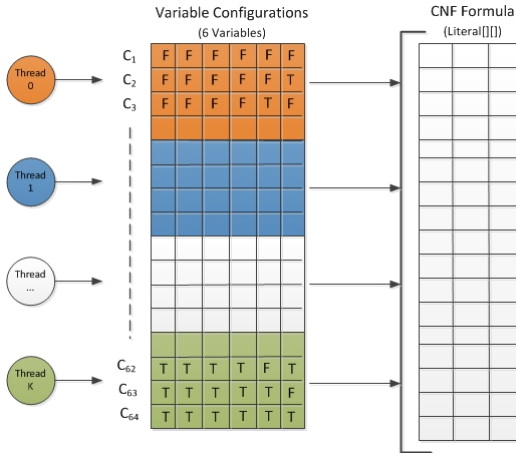 Variable Configurations
(6 Variables)
CNF Formula
(Literal[][])
Thread
0
C1 F F F F F F
C2 F F F F F T
C3 F F F F T F
Thread
1
Thread
...
Thread
K
C62 T T T T F T
C63 T T T T T F
C64 T T T T T T